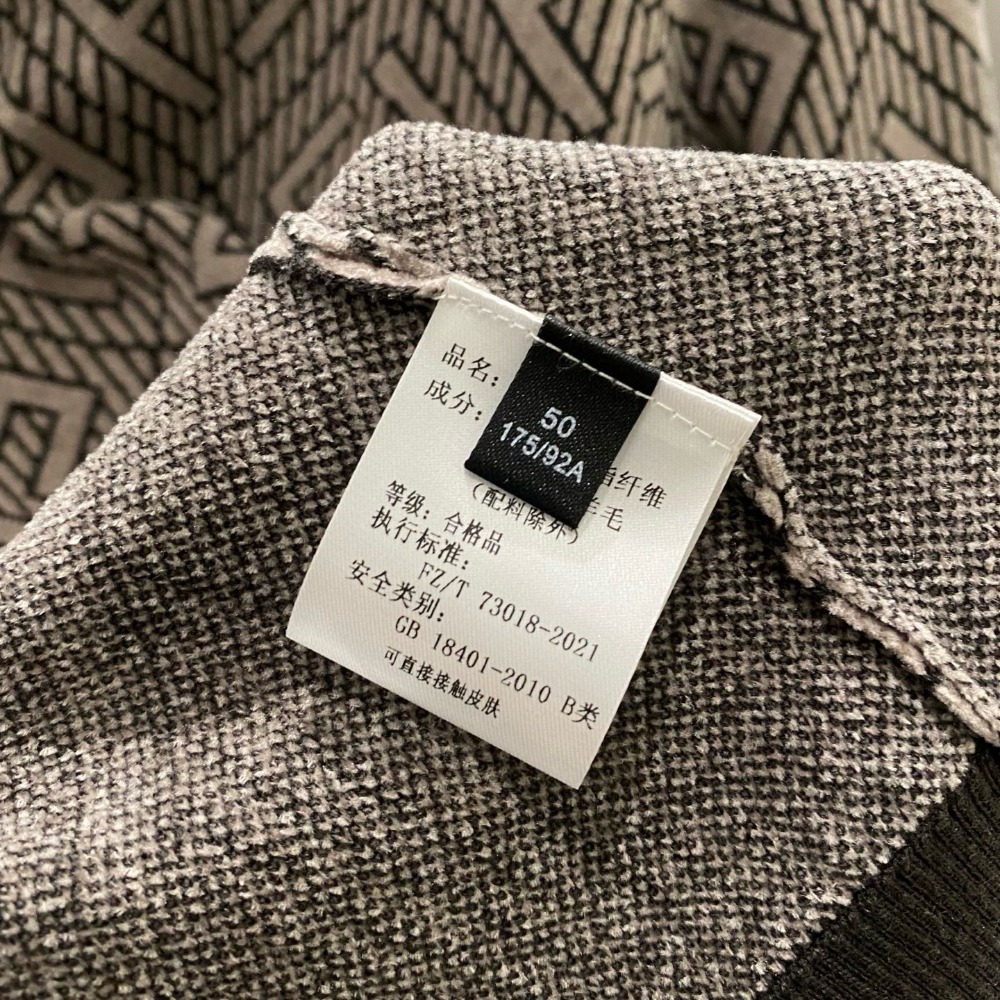 品名：
成分：
50
175/92A
纤维
羊毛
（配料除外）
等级：合格品
执行标准：
FZ/T 73018-2021
安全类别：
GB 18401-2010 B类
可直接接触皮肤